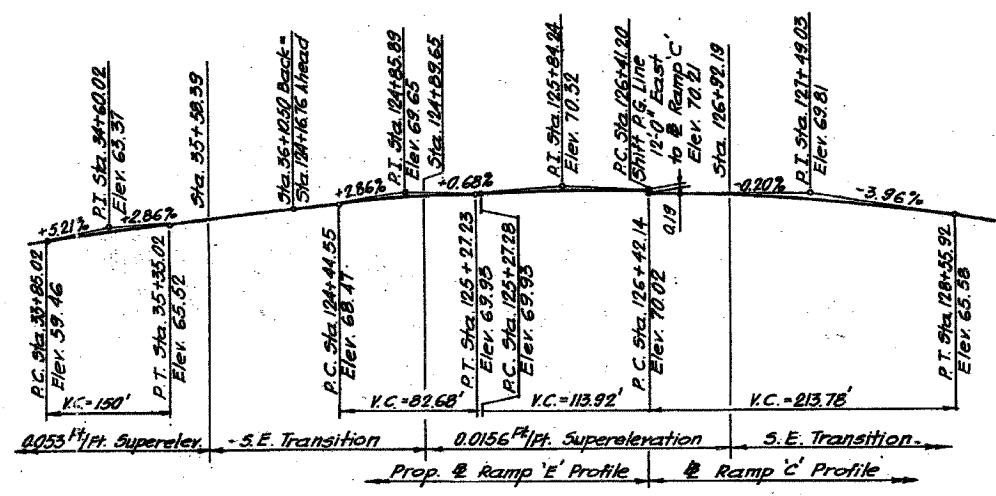 P.T. Sta. 34+60.02
Elev. 63.37
Sta. 35+38.39
Sta. 36+10.50 Back=
Sta. 124+16.76 Ahead
P.I. Sta. 124+85.89
Elev. 69.65
Sta. 124+89.65
P.I. Sta. 125+84.24
Elev. 70.32
P.C. Sta. 126+41.20
Shift P.G. Line
12'-0" East
to ℄ Ramp 'C'
Elev. 70.21
Sta. 126+92.19
P.I. Sta. 127+49.03
Elev. 69.81
+5.21%
+2.86%
+2.86%
+0.68%
-0.20%
-3.96%
0.19
P.C. Sta. 33+85.02
Elev. 59.46
P.T. Sta. 35+35.02
Elev. 65.52
P.C. Sta. 124+44.55
Elev. 68.47
P.T. Sta. 125+27.23
Elev. 69.93
P.C. Sta. 125+27.28
Elev. 69.93
P.C. Sta. 126+42.14
Elev. 70.02
P.T. Sta. 128+55.92
Elev. 65.58
V.C.=150'
V.C.=82.68'
V.C.=113.92'
V.C.=213.78'
0.053 Ft/Ft. Superelev.
S.E. Transition
0.0156 Ft/Ft. Superelevation
S.E. Transition
Prop. ℄ Ramp 'E' Profile
℄ Ramp 'C' Profile